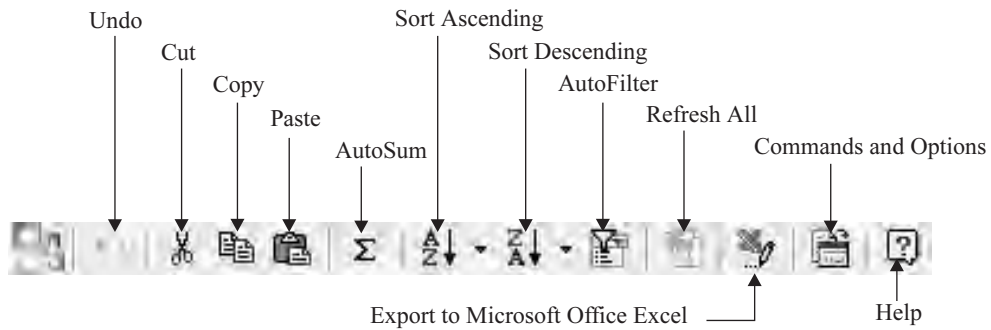 Undo
Sort Ascending
Cut
Sort Descending
Copy
AutoFilter
Paste
Refresh All
AutoSum
Commands and Options
Σ
A
Z
Z
A
?
Export to Microsoft Office Excel
Help